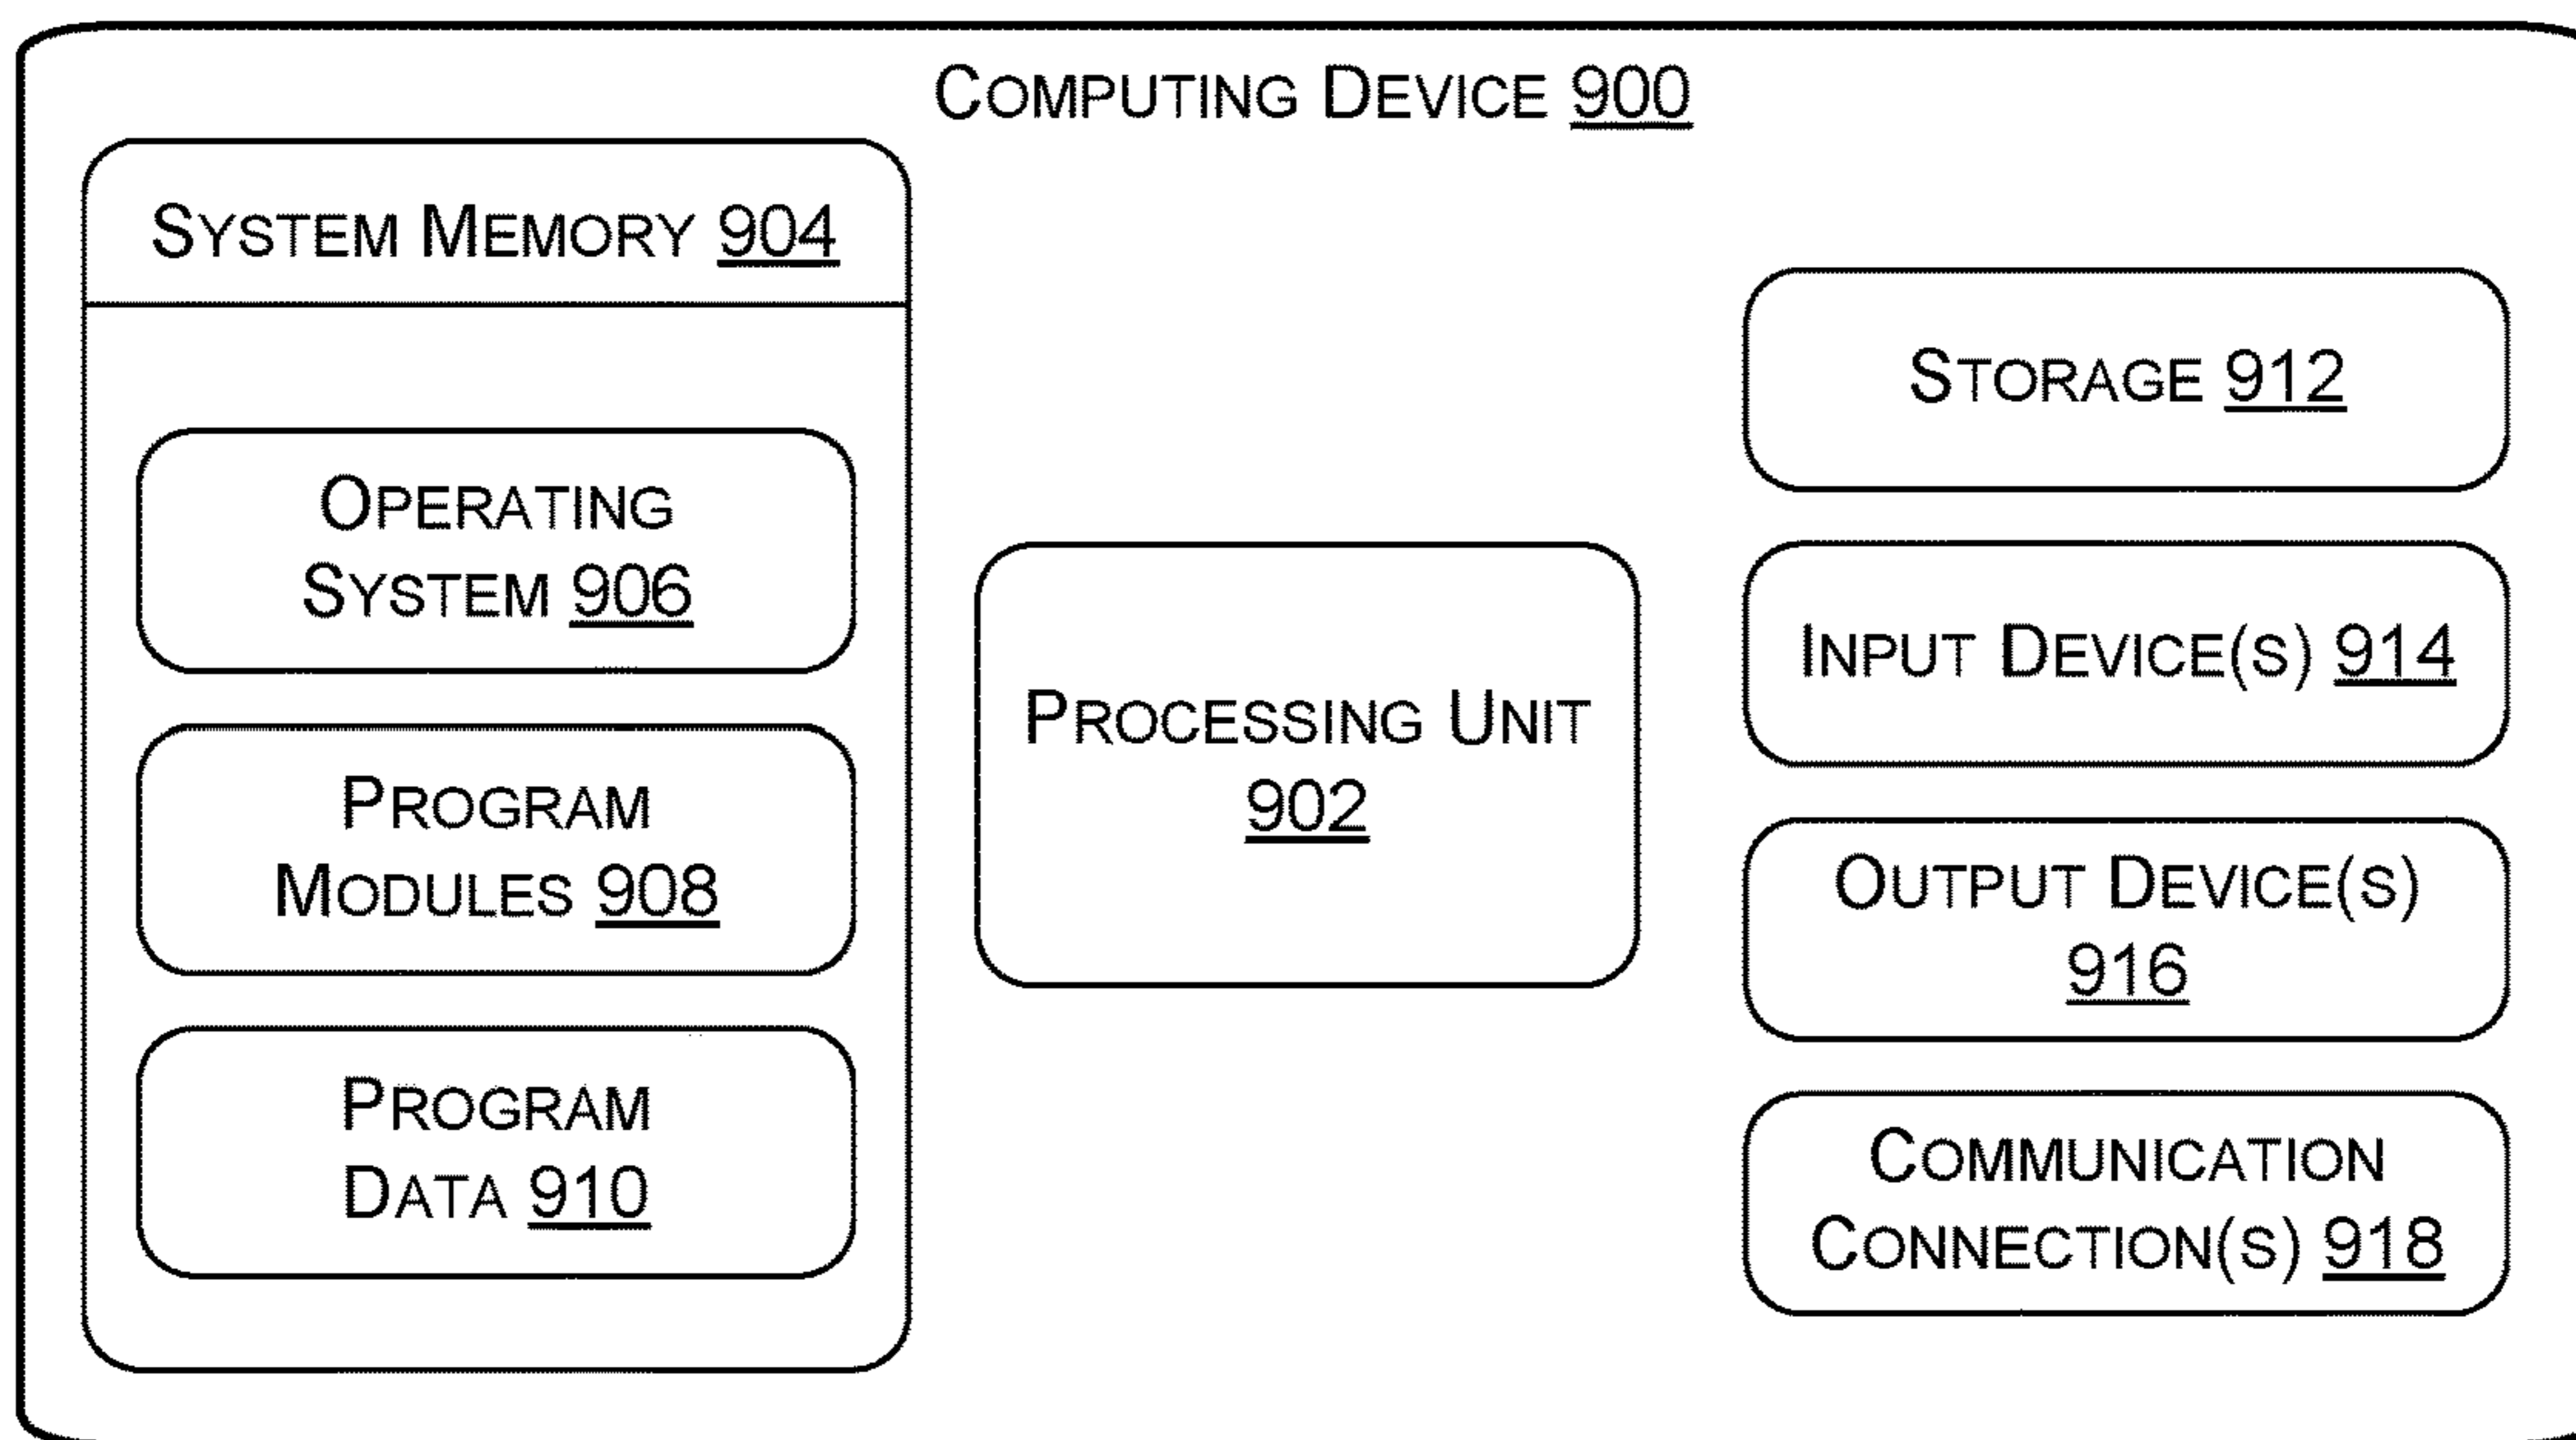 COMPUTING DEVICE 900
SYSTEM MEMORY 904
OPERATING
SYSTEM 906
PROGRAM
MODULES 908
PROGRAM
DATA 910
PROCESSING UNIT
902
STORAGE 912
INPUT DEVICE(S) 914
OUTPUT DEVICE(S)
916
COMMUNICATION
CONNECTION(S) 918